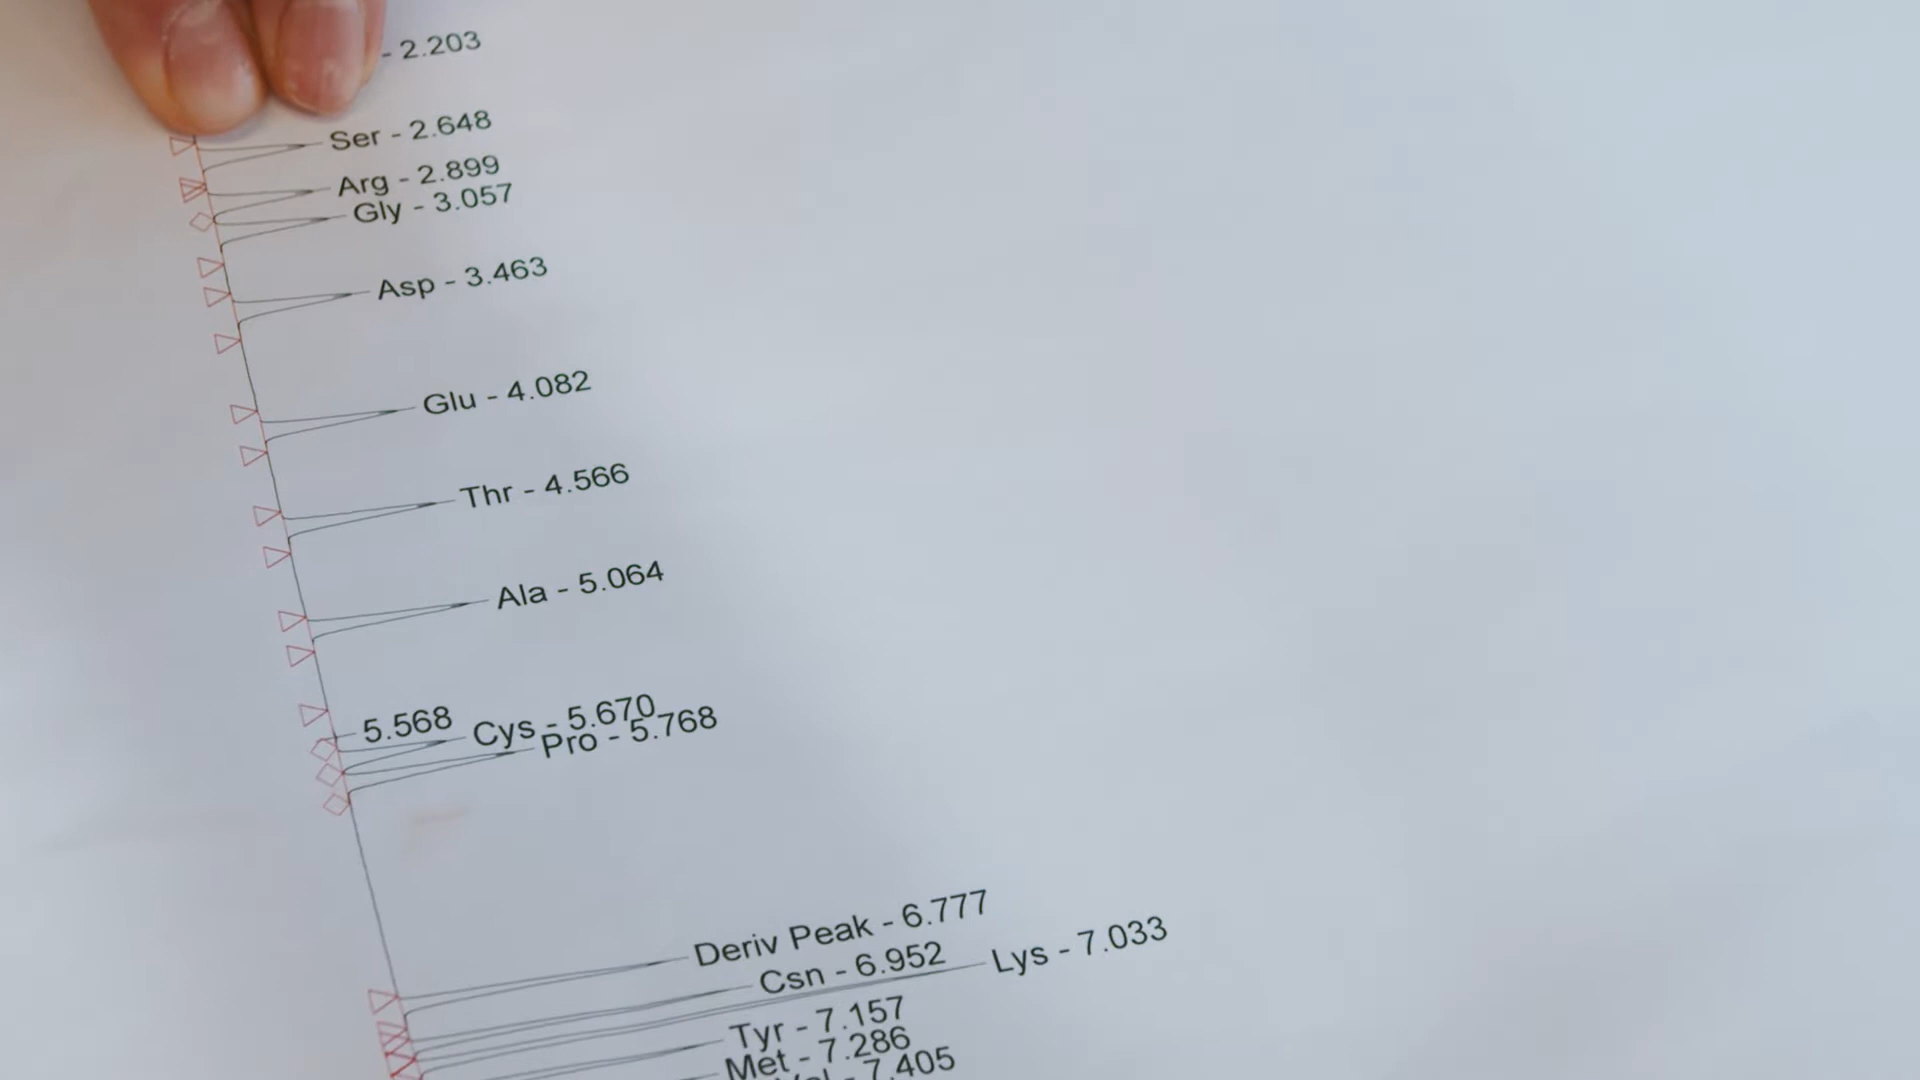 - 2.203
Ser - 2.648
Arg - 2.899
Gly - 3.057
Asp - 3.463
Glu - 4.082
Thr - 4.566
Ala - 5.064
5.568
Cys - 5.670
Pro - 5.768
Deriv Peak - 6.777
Csn - 6.952
Lys - 7.033
Tyr - 7.157
Met - 7.286
- 7.405